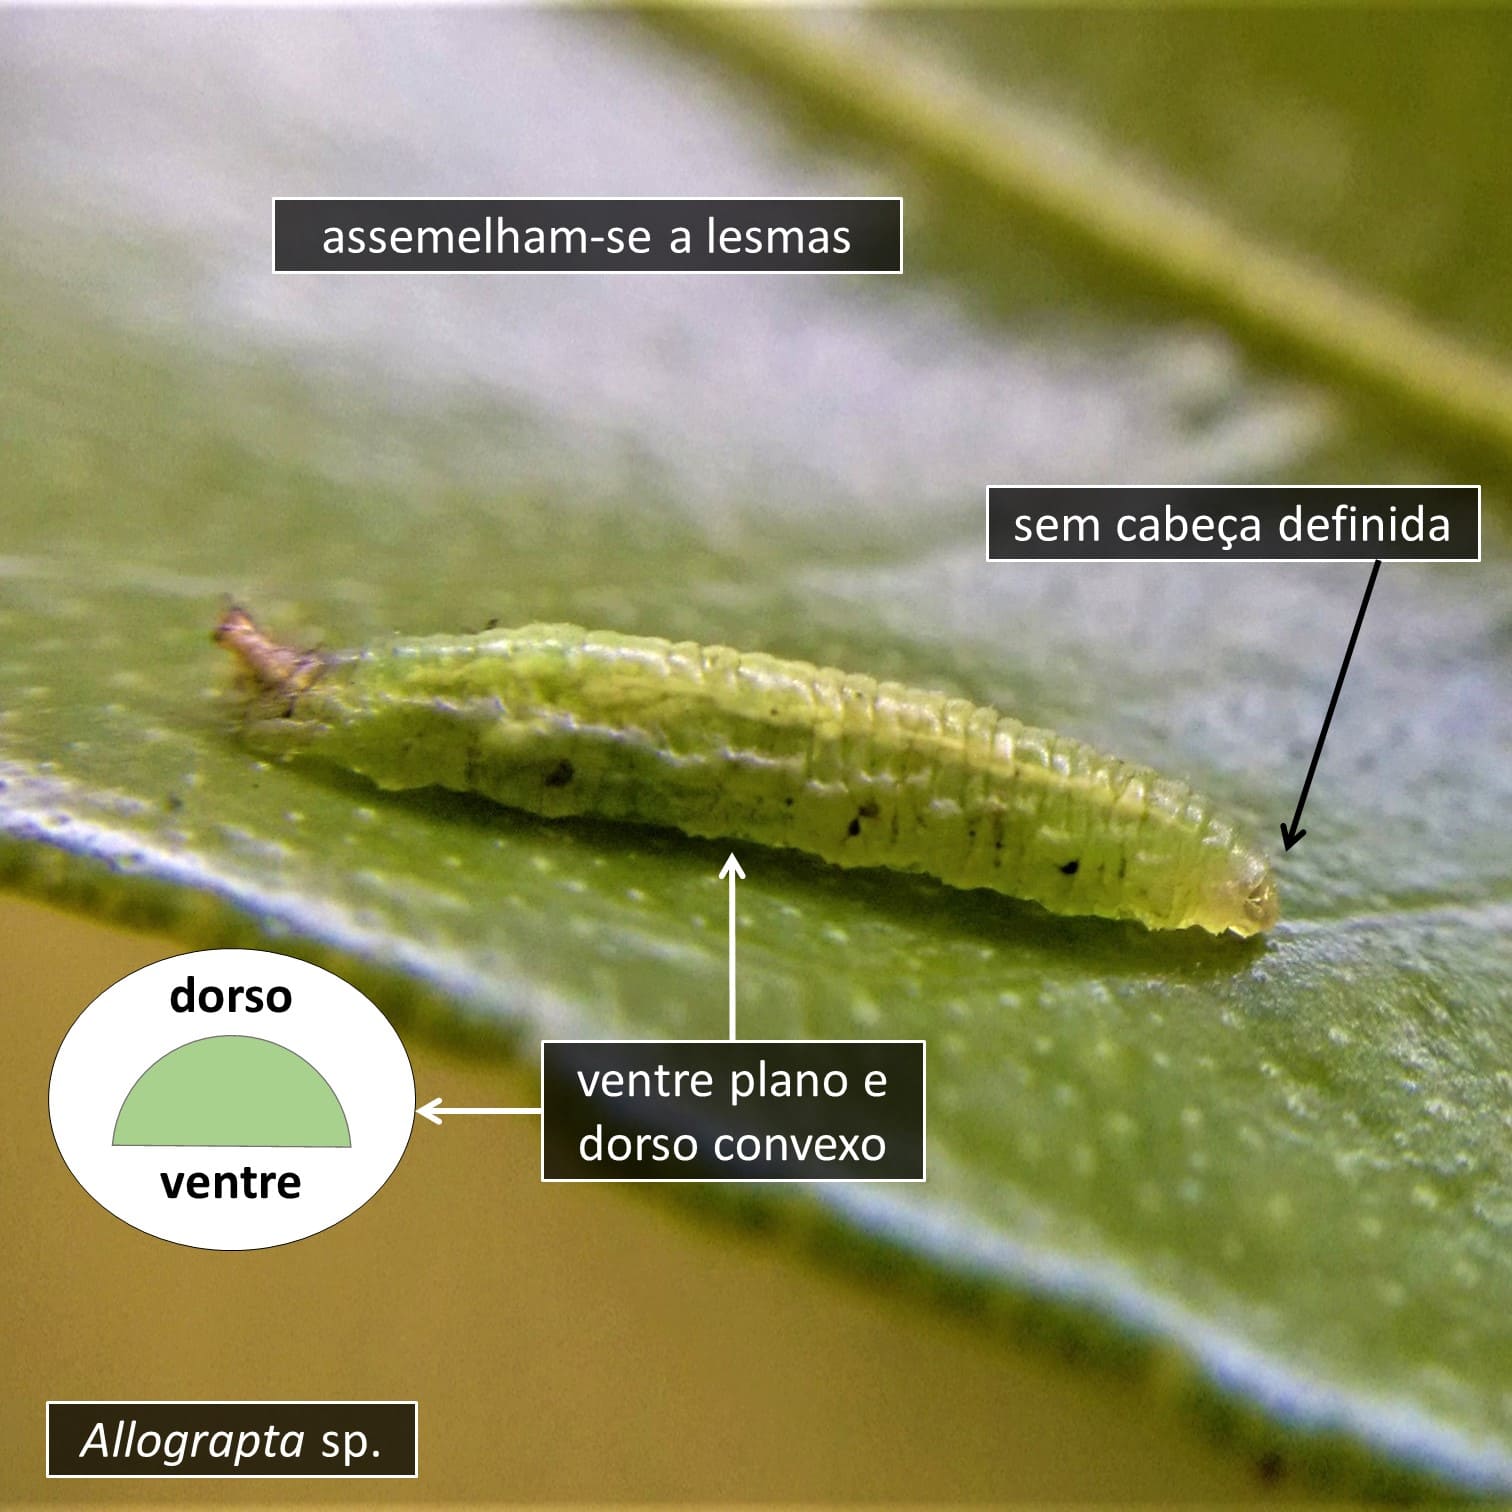 assemelham-se a lesmas
sem cabeça definida
dorso
ventre
ventre plano e
dorso convexo
Allograpta sp.